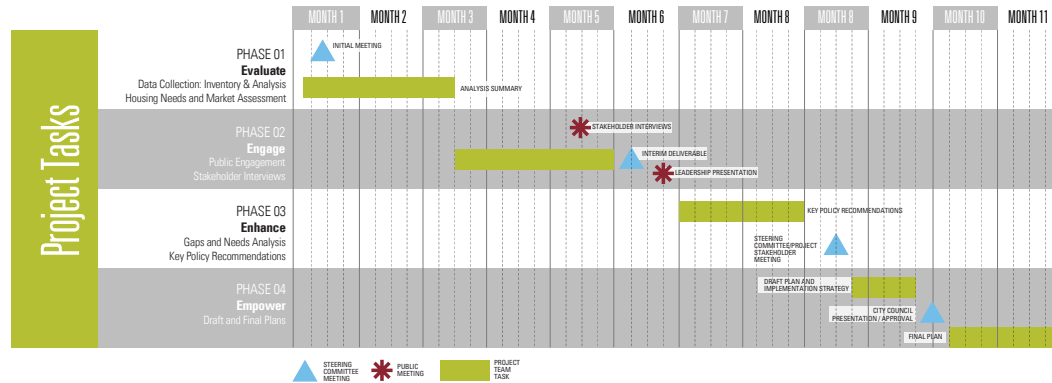 MONTH 1 MONTH 2 MONTH 3 MONTH 4 MONTH 5 MONTH 6 MONTH 7 MONTH 8 MONTH 8 MONTH 9 MONTH 10 MONTH 11
Project Tasks
PHASE 01
Evaluate
Data Collection: Inventory & Analysis
Housing Needs and Market Assessment
INITIAL MEETING
ANALYSIS SUMMARY
PHASE 02
Engage
Public Engagement
Stakeholder Interviews
STAKEHOLDER INTERVIEWS
INTERIM DELIVERABLE
LEADERSHIP PRESENTATION
PHASE 03
Enhance
Gaps and Needs Analysis
Key Policy Recommendations
KEY POLICY RECOMMENDATIONS
STEERING
COMMITTEE/PROJECT
STAKEHOLDER
MEETING
PHASE 04
Empower
Draft and Final Plans
DRAFT PLAN AND
IMPLEMENTATION STRATEGY
CITY COUNCIL
PRESENTATION / APPROVAL
FINAL PLAN
STEERING
COMMITTEE
MEETING
PUBLIC
MEETING
PROJECT
TEAM
TASK